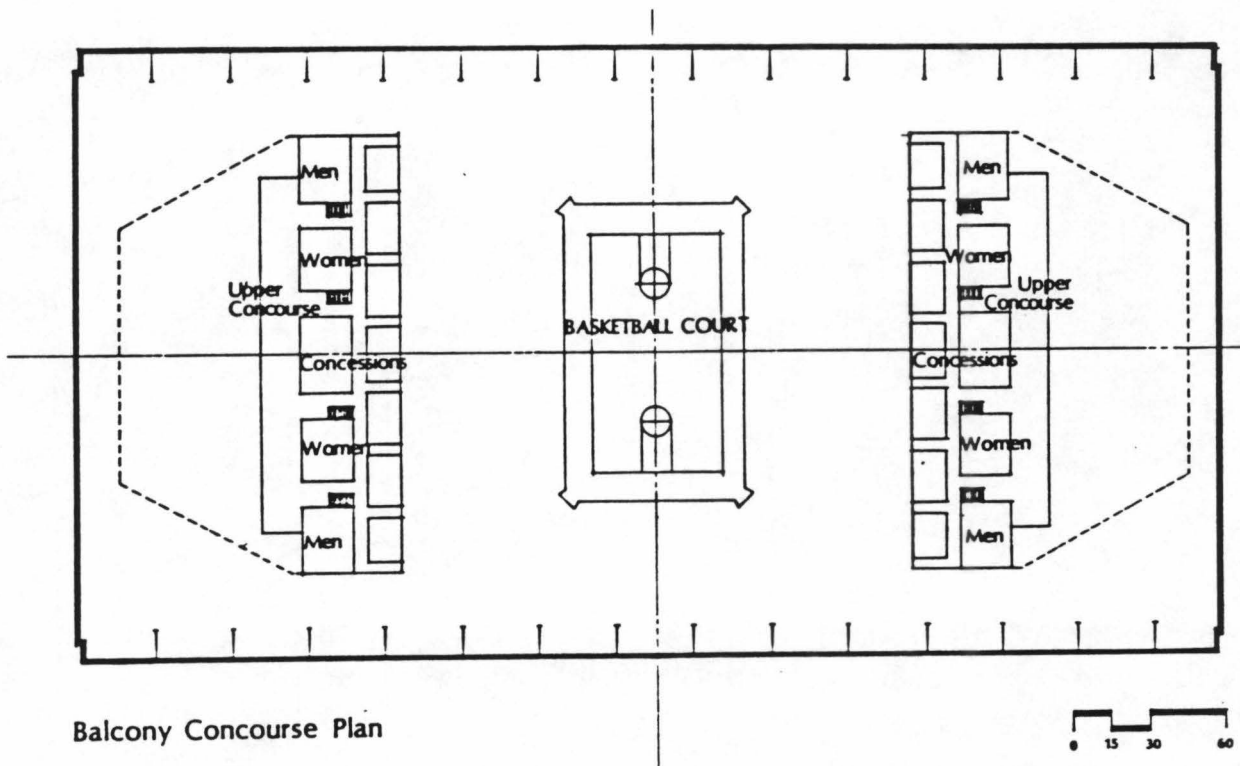 Men
Men
Women
Women
Upper
Concourse
Upper
Concourse
BASKETBALL COURT
Concessions
Concessions
Women
Women
Men
Men
Balcony Concourse Plan
0 15 30 60